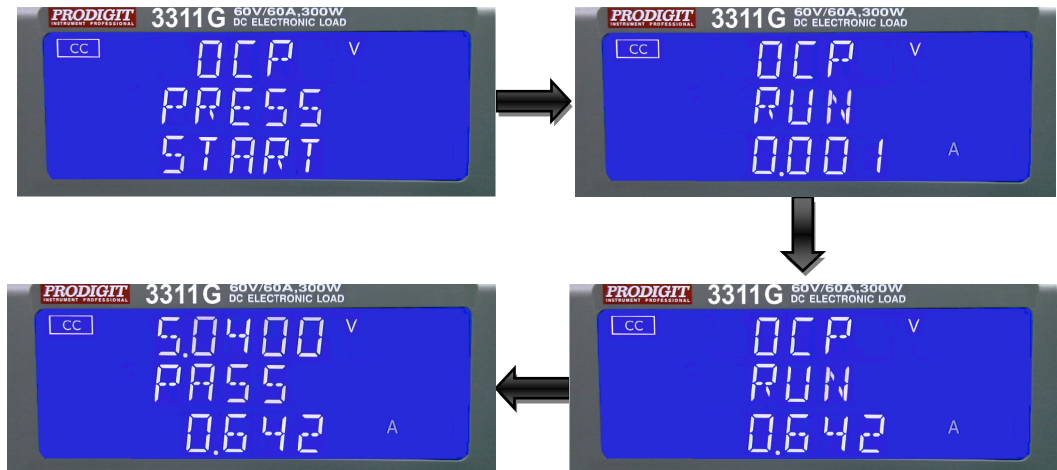 PRODIGIT
INSTRUMENT PROFESSIONAL
3311G
60V/60A,300W
DC ELECTRONIC LOAD
CC
OCP
V
PRESS
START
PRODIGIT
INSTRUMENT PROFESSIONAL
3311G
60V/60A,300W
DC ELECTRONIC LOAD
CC
OCP
V
RUN
0.001
A
PRODIGIT
INSTRUMENT PROFESSIONAL
3311G
60V/60A,300W
DC ELECTRONIC LOAD
CC
OCP
V
RUN
0.642
A
PRODIGIT
INSTRUMENT PROFESSIONAL
3311G
60V/60A,300W
DC ELECTRONIC LOAD
CC
5.0400
V
PASS
0.642
A